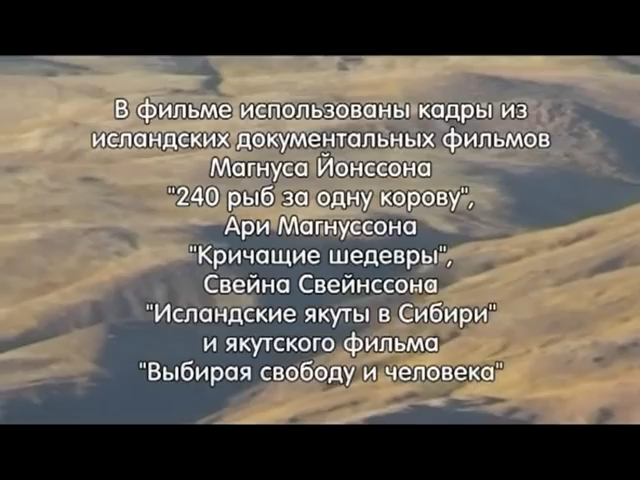 В фильме использованы кадры из
исландских документальных фильмов
Магнуса Йонссона
"240 рыб за одну корову",
Ари Магнуссона
"Кричащие шедевры",
Свейна Свейнссона
"Исландские якуты в Сибири"
и якутского фильма
"Выбирая свободу и человека"